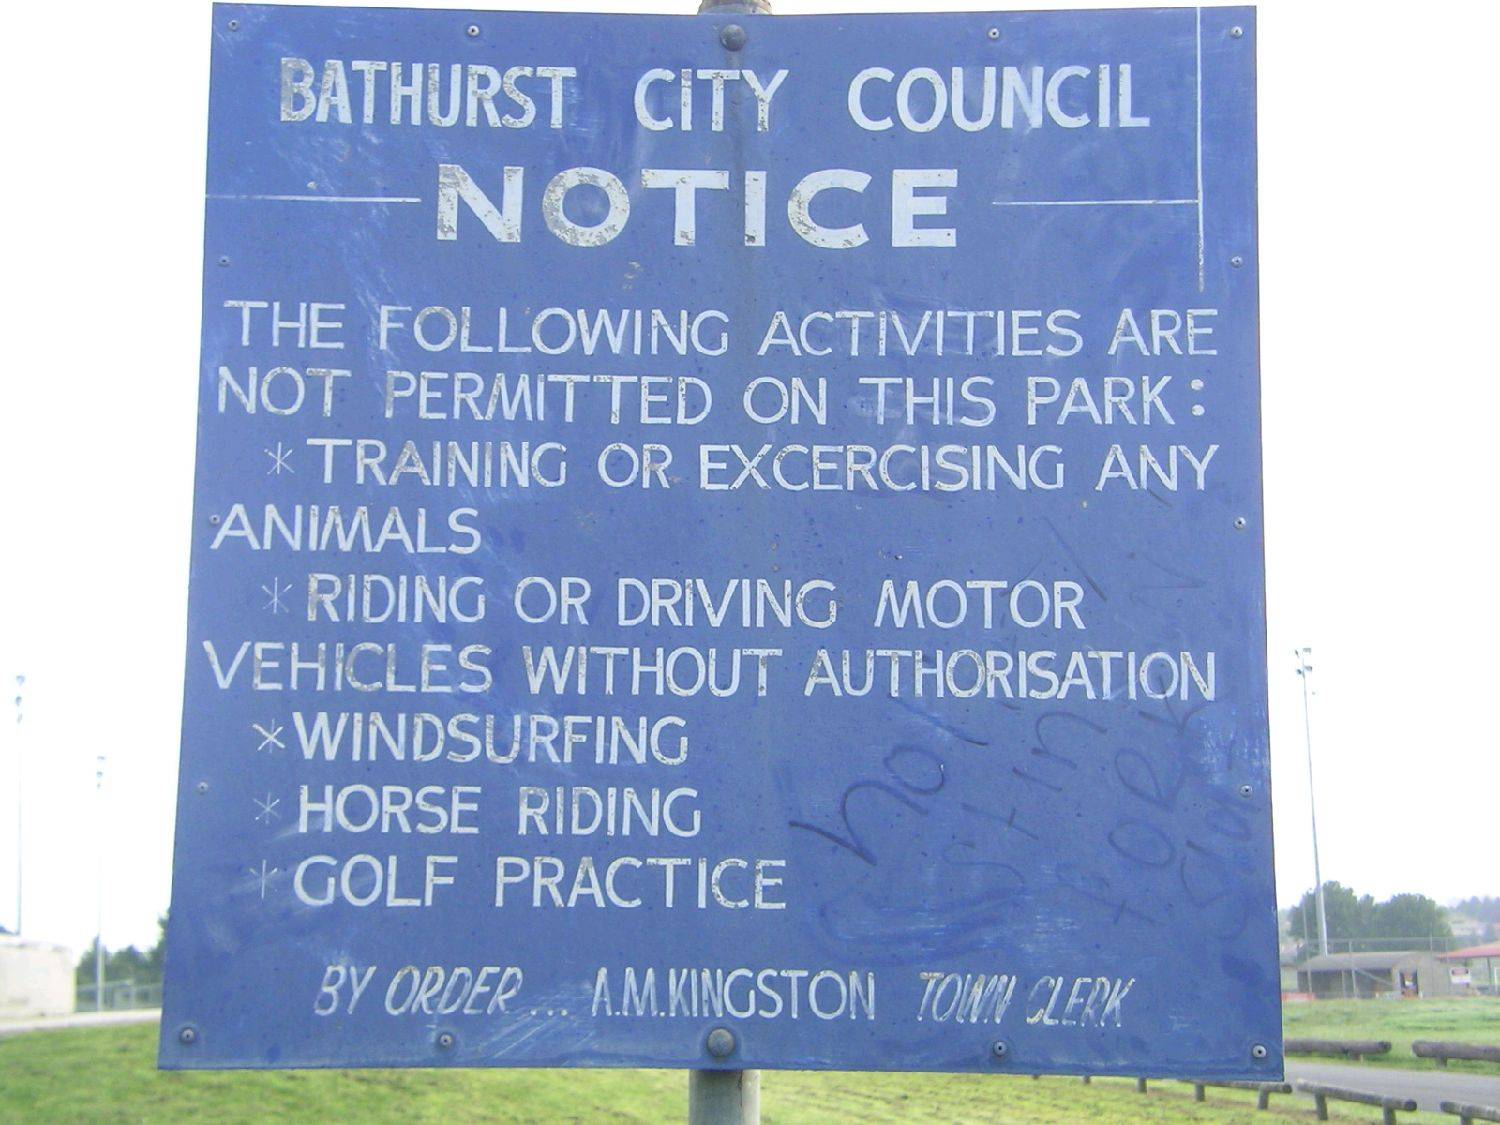 BATHURST CITY COUNCIL
NOTICE
THE FOLLOWING ACTIVITIES ARE
NOT PERMITTED ON THIS PARK:
* TRAINING OR EXCERCISING ANY
ANIMALS
* RIDING OR DRIVING MOTOR
VEHICLES WITHOUT AUTHORISATION
* WINDSURFING
* HORSE RIDING
* GOLF PRACTICE
BY ORDER ... A.M.KINGSTON TOWN CLERK